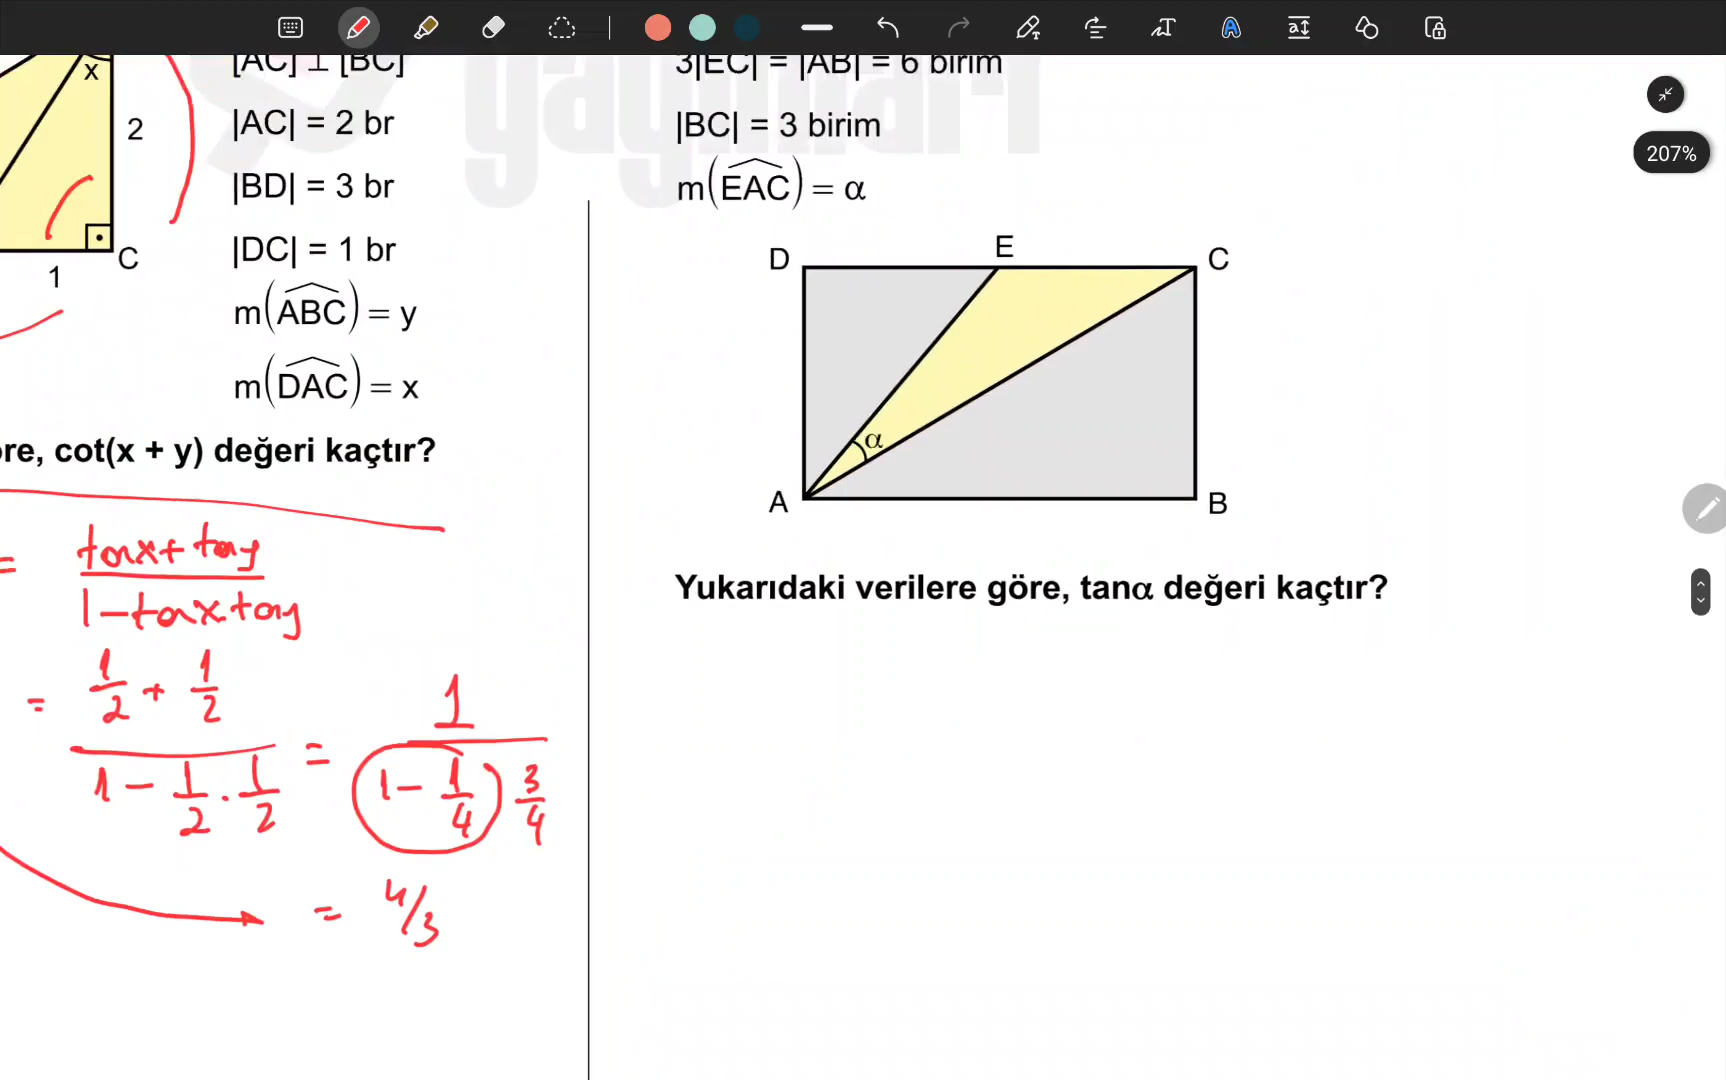 207%
x
2
1
C
[AC] ⊥ [BC]
|AC| = 2 br
|BD| = 3 br
|DC| = 1 br
m(ABC) = y
m(DAC) = x
re, cot(x + y) değeri kaçtır?
= tanx + tany / 1 - tanx tany
= 1/2 + 1/2 / 1 - 1/2 . 1/2 = 1 / (1 - 1/4) 3/4
= 4/3
yayınları
3|EC| = |AB| = 6 birim
|BC| = 3 birim
m(EAC) = α
D E C
α
A B
Yukarıdaki verilere göre, tanα değeri kaçtır?